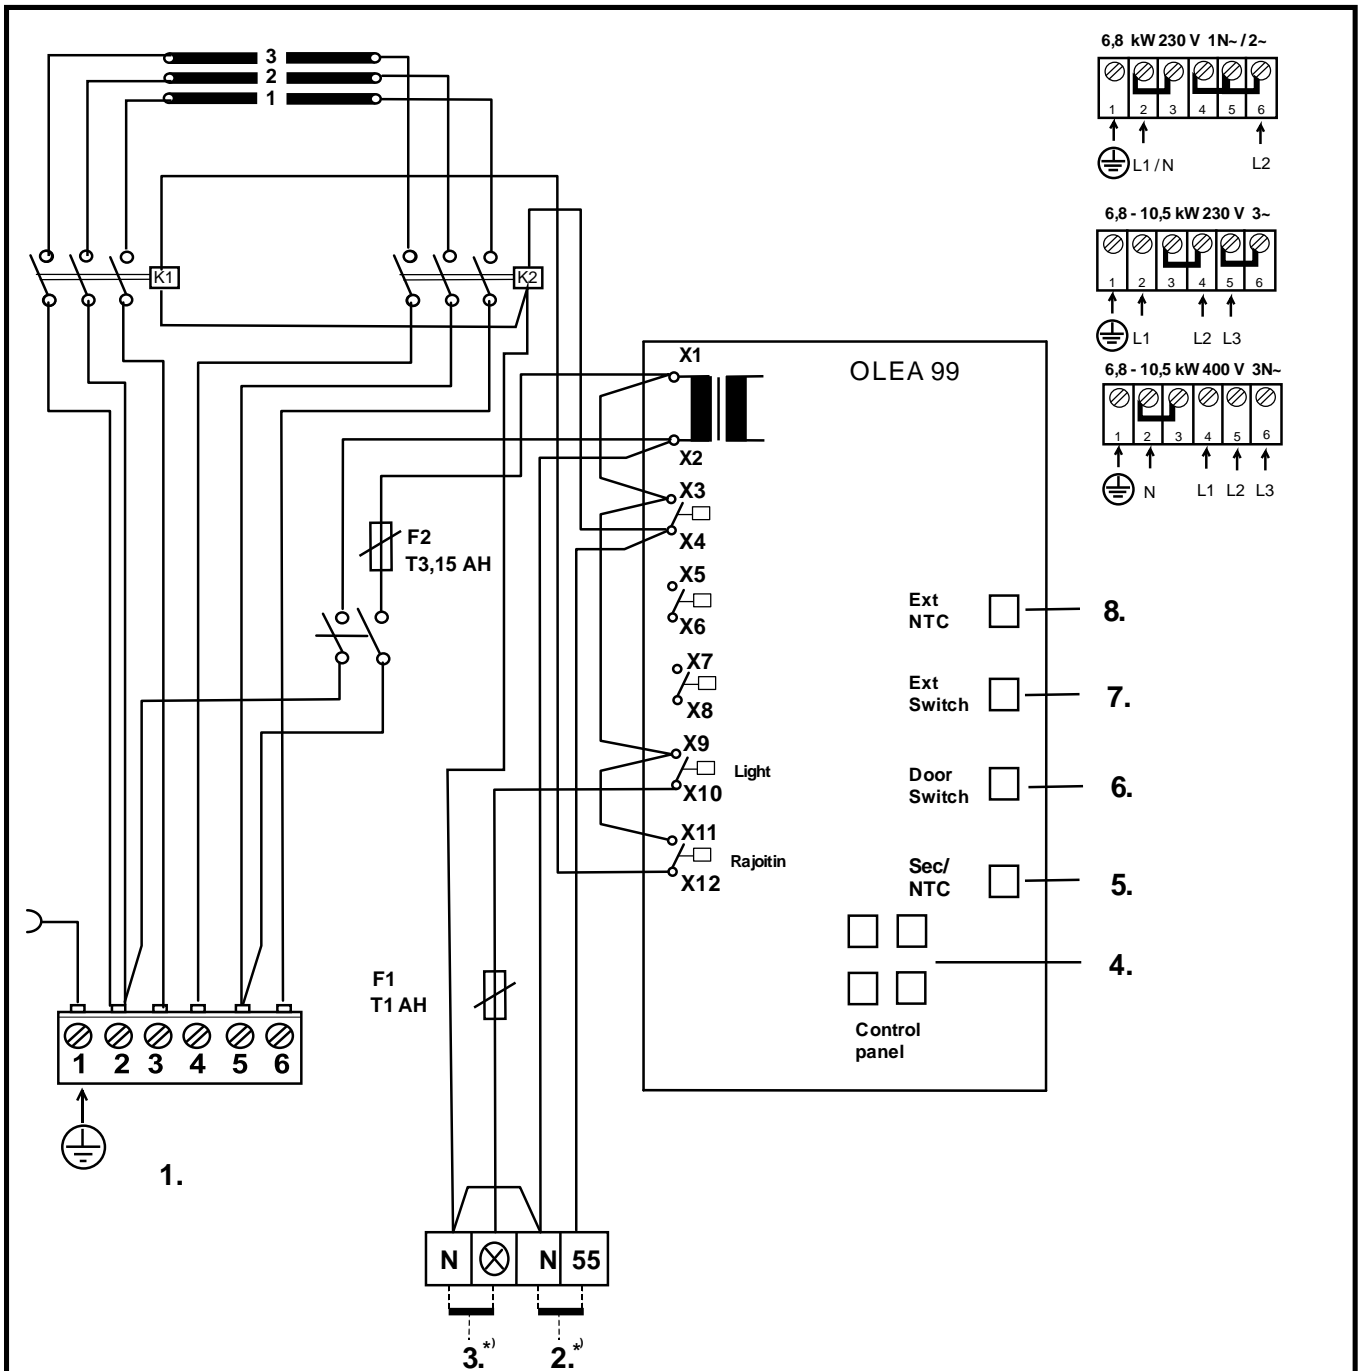 3
2
1
K1
K2
6,8 kW 230 V 1N~ / 2~
1 2 3 4 5 6
L1 / N L2
6,8 - 10,5 kW 230 V 3~
1 2 3 4 5 6
L1 L2 L3
6,8 - 10,5 kW 400 V 3N~
1 2 3 4 5 6
N L1 L2 L3
OLEA 99
X1
X2
X3
X4
X5
X6
X7
X8
X9
Light
X10
X11
Rajoitin
X12
F2
T3,15 AH
Ext
NTC
8.
Ext
Switch
7.
Door
Switch
6.
Sec/
NTC
5.
4.
Control
panel
F1
T1 AH
1 2 3 4 5 6
1.
N N 55
3.*) 2.*)